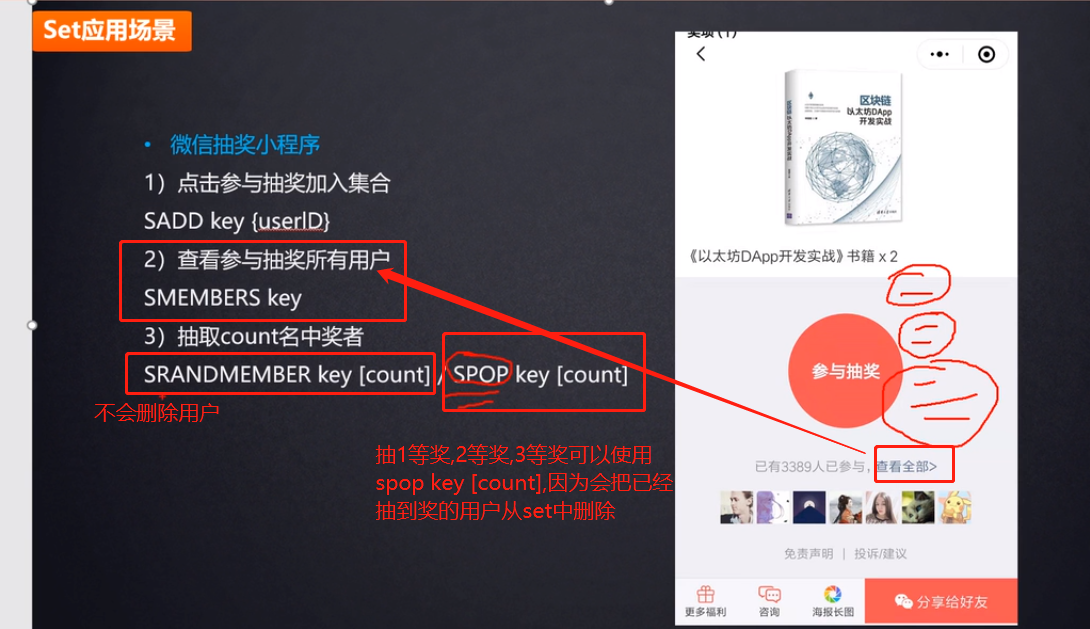 Set应用场景
• 微信抽奖小程序
1）点击参与抽奖加入集合
SADD key {userID}
2）查看参与抽奖所有用户
SMEMBERS key
3）抽取count名中奖者
SRANDMEMBER key [count] / SPOP key [count]
不会删除用户
抽1等奖,2等奖,3等奖可以使用
spop key [count],因为会把已经
抽到奖的用户从set中删除
奖项 (1)
区块链
以太坊DApp
开发实战
《以太坊DApp开发实战》书籍 x 2
一
二
三
参与抽奖
已有3389人已参与，查看全部>
免责声明 | 投诉/建议
更多福利
咨询
海报长图
分享给好友